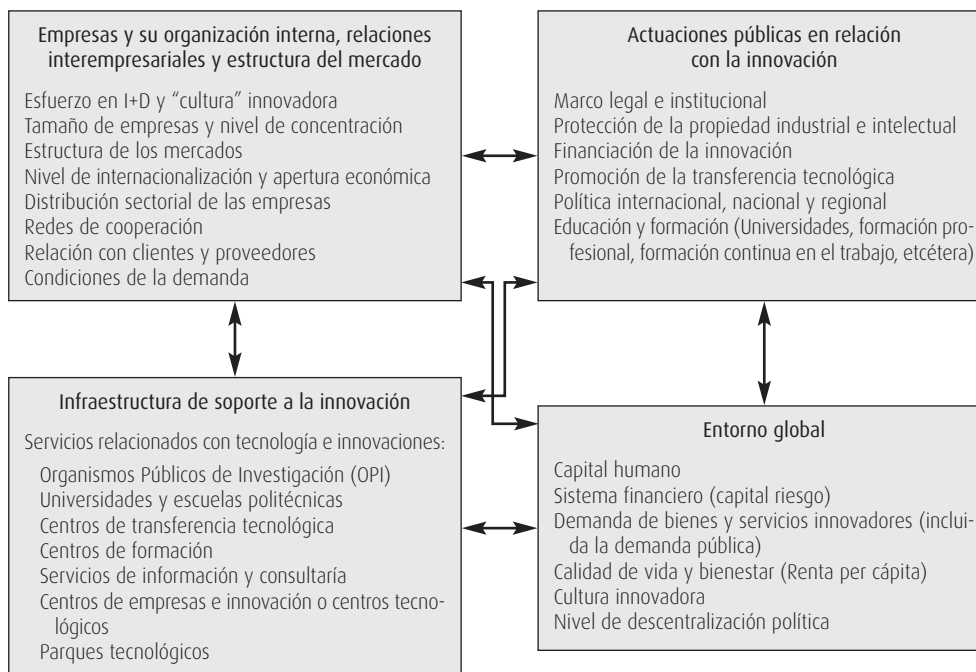 Empresas y su organización interna, relaciones
interempresariales y estructura del mercado
Esfuerzo en I+D y “cultura” innovadora
Tamaño de empresas y nivel de concentración
Estructura de los mercados
Nivel de internacionalización y apertura económica
Distribución sectorial de las empresas
Redes de cooperación
Relación con clientes y proveedores
Condiciones de la demanda
Actuaciones públicas en relación
con la innovación
Marco legal e institucional
Protección de la propiedad industrial e intelectual
Financiación de la innovación
Promoción de la transferencia tecnológica
Política internacional, nacional y regional
Educación y formación (Universidades, formación pro-
fesional, formación continua en el trabajo, etcétera)
Infraestructura de soporte a la innovación
Servicios relacionados con tecnología e innovaciones:
Organismos Públicos de Investigación (OPI)
Universidades y escuelas politécnicas
Centros de transferencia tecnológica
Centros de formación
Servicios de información y consultaría
Centros de empresas e innovación o centros tecno-
lógicos
Parques tecnológicos
Entorno global
Capital humano
Sistema financiero (capital riesgo)
Demanda de bienes y servicios innovadores (inclui-
da la demanda pública)
Calidad de vida y bienestar (Renta per cápita)
Cultura innovadora
Nivel de descentralización política